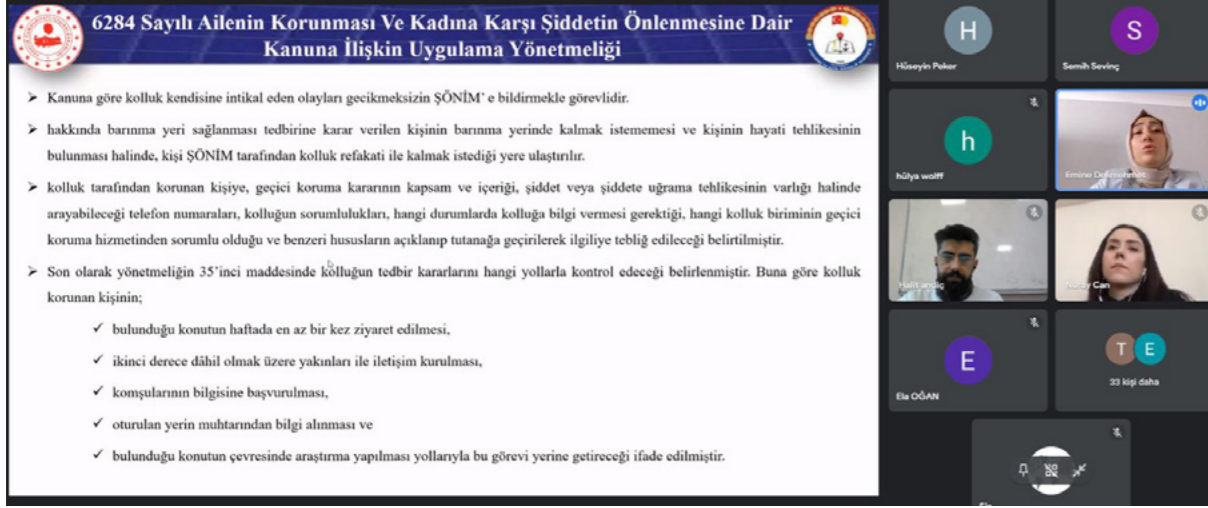 6284 Sayılı Ailenin Korunması Ve Kadına Karşı Şiddetin Önlenmesine Dair
Kanuna İlişkin Uygulama Yönetmeliği
➢ Kanuna göre kolluk kendisine intikal eden olayları gecikmeksizin ŞÖNİM' e bildirmekle görevlidir.
➢ hakkında barınma yeri sağlanması tedbirine karar verilen kişinin barınma yerinde kalmak istememesi ve kişinin hayati tehlikesinin
bulunması halinde, kişi ŞÖNİM tarafından kolluk refakati ile kalmak istediği yere ulaştırılır.
➢ kolluk tarafından korunan kişiye, geçici koruma kararının kapsam ve içeriği, şiddet veya şiddete uğrama tehlikesinin varlığı halinde
arayabileceği telefon numaraları, kolluğun sorumlulukları, hangi durumlarda kolluğa bilgi vermesi gerektiği, hangi kolluk biriminin geçici
koruma hizmetinden sorumlu olduğu ve benzeri hususların açıklanıp tutanağa geçirilerek ilgiliye tebliğ edileceği belirtilmiştir.
➢ Son olarak yönetmeliğin 35'inci maddesinde kolluğun tedbir kararlarını hangi yollarla kontrol edeceği belirlenmiştir. Buna göre kolluk
korunan kişinin;
✓ bulunduğu konutun haftada en az bir kez ziyaret edilmesi,
✓ ikinci derece dâhil olmak üzere yakınları ile iletişim kurulması,
✓ komşularının bilgisine başvurulması,
✓ oturulan yerin muhtarından bilgi alınması ve
✓ bulunduğu konutun çevresinde araştırma yapılması yollarıyla bu görevi yerine getireceği ifade edilmiştir.
H
Hüseyin Peker
S
Semih Sevinç
h
hülya wolff
Emine
Halit
Can
E
Ela OĞAN
T E
33 kişi daha